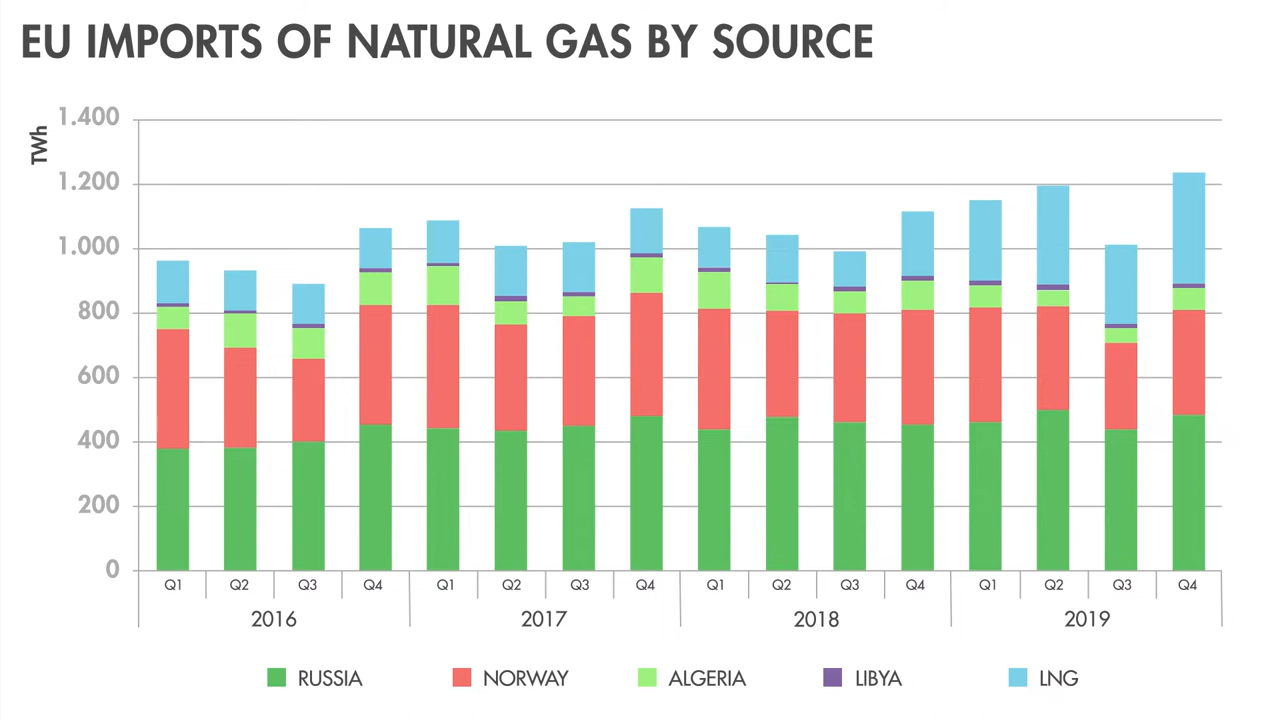 EU IMPORTS OF NATURAL GAS BY SOURCE
TWh
1.400
1.200
1.000
800
600
400
200
0
Q1 Q2 Q3 Q4 Q1 Q2 Q3 Q4 Q1 Q2 Q3 Q4 Q1 Q2 Q3 Q4
2016 2017 2018 2019
RUSSIA NORWAY ALGERIA LIBYA LNG